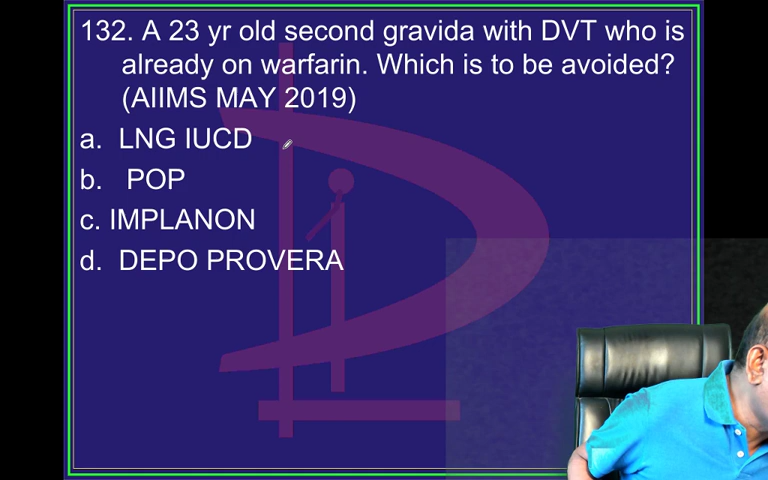 132. A 23 yr old second gravida with DVT who is
already on warfarin. Which is to be avoided?
(AIIMS MAY 2019)
a. LNG IUCD
b. POP
c. IMPLANON
d. DEPO PROVERA